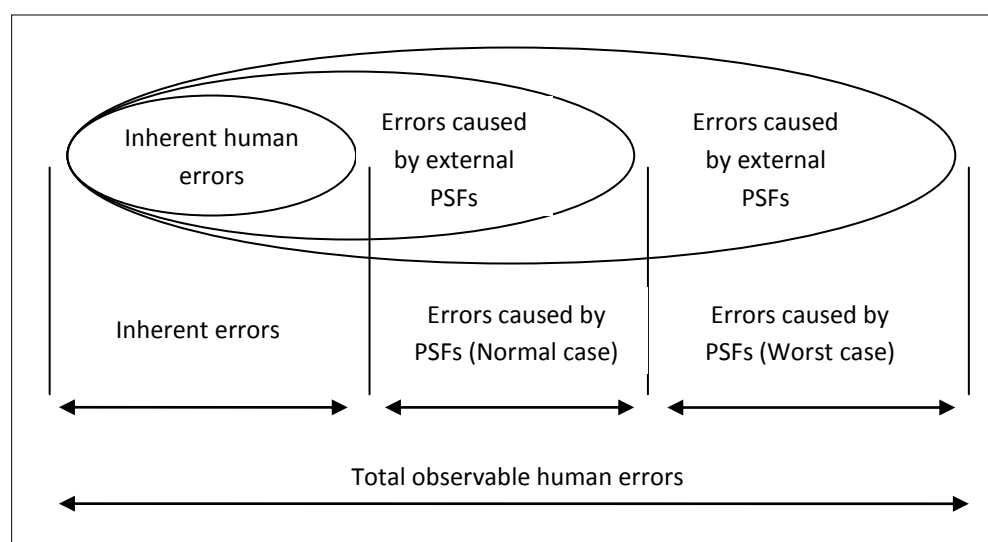 Inherent human
errors
Errors caused
by external
PSFs
Errors caused
by external
PSFs
Inherent errors
Errors caused by
PSFs (Normal case)
Errors caused by
PSFs (Worst case)
Total observable human errors